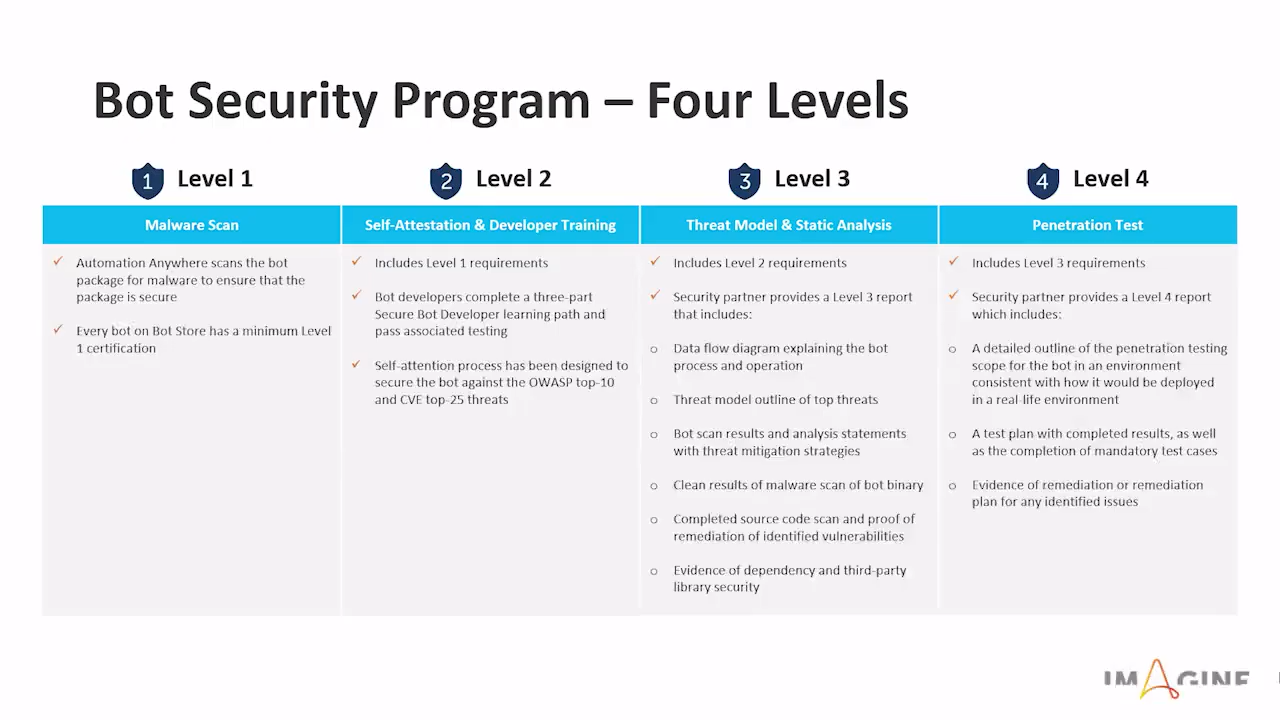 Bot Security Program – Four Levels
1 Level 1
Malware Scan
Automation Anywhere scans the bot
package for malware to ensure that the
package is secure
Every bot on Bot Store has a minimum Level
1 certification
2 Level 2
Self-Attestation & Developer Training
Includes Level 1 requirements
Bot developers complete a three-part
Secure Bot Developer learning path and
pass associated testing
Self-attention process has been designed to
secure the bot against the OWASP top-10
and CVE top-25 threats
3 Level 3
Threat Model & Static Analysis
Includes Level 2 requirements
Security partner provides a Level 3 report
that includes:
Data flow diagram explaining the bot
process and operation
Threat model outline of top threats
Bot scan results and analysis statements
with threat mitigation strategies
Clean results of malware scan of bot binary
Completed source code scan and proof of
remediation of identified vulnerabilities
Evidence of dependency and third-party
library security
4 Level 4
Penetration Test
Includes Level 3 requirements
Security partner provides a Level 4 report
which includes:
A detailed outline of the penetration testing
scope for the bot in an environment
consistent with how it would be deployed
in a real-life environment
A test plan with completed results, as well
as the completion of mandatory test cases
Evidence of remediation or remediation
plan for any identified issues
IMAGINE